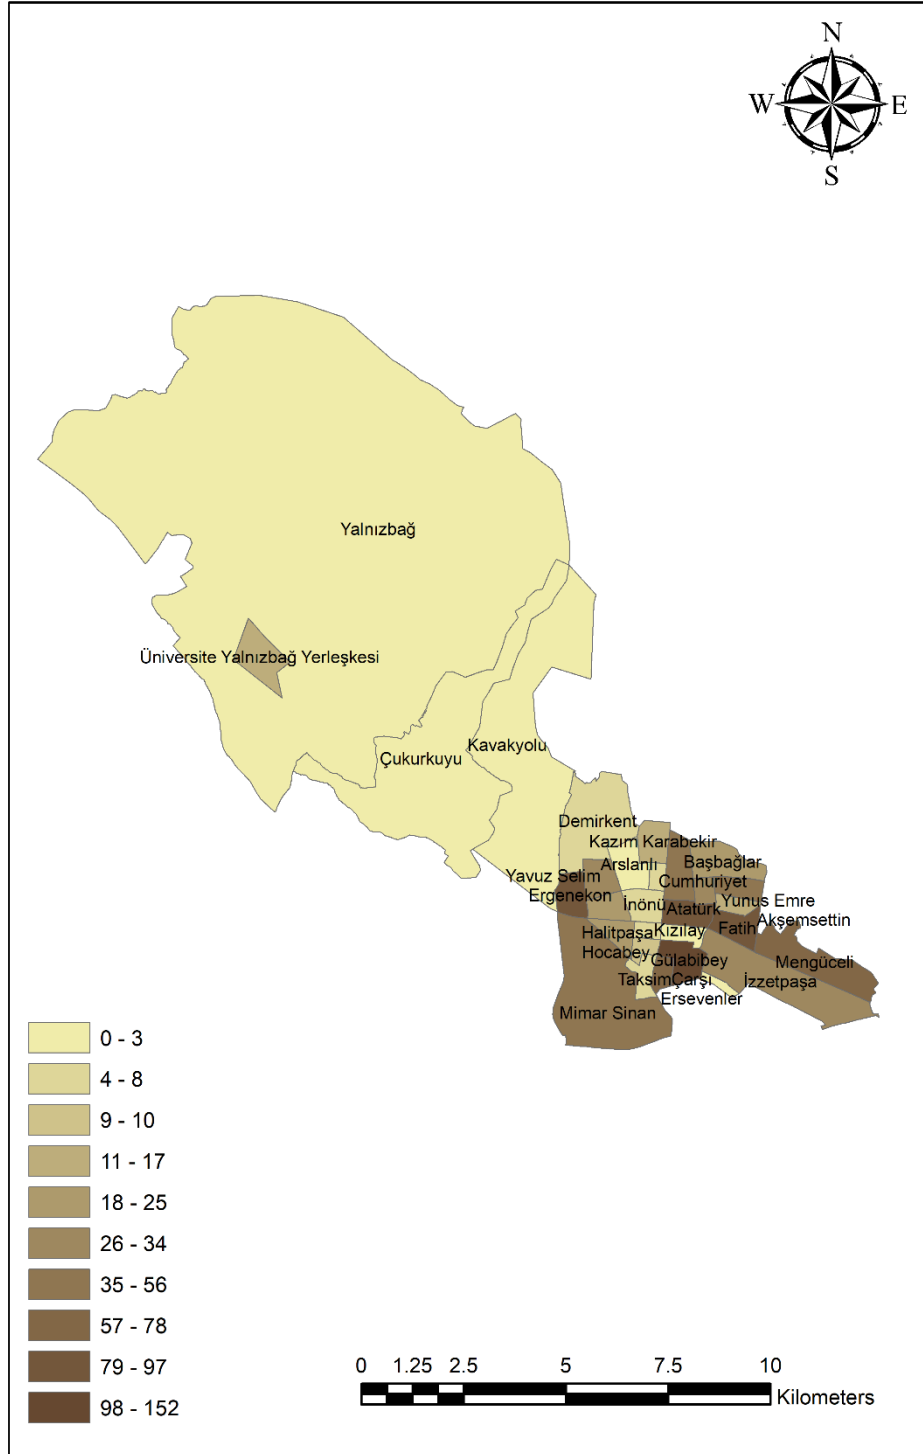 N
W E
S
Yalnızbağ
Üniversite Yalnızbağ Yerleşkesi
Kavakyolu
Çukurkuyu
Demirkent
Kazım Karabekir
Arslanlı
Başbağlar
Yavuz Selim
Cumhuriyet
Ergenekon
Yunus Emre
İnönü
Atatürk
Akşemsettin
Halitpaşa
Kızılay
Fatih
Hocabey
Gülabibey
Mengüceli
Taksim
Çarşı
İzzetpaşa
Ersevenler
Mimar Sinan
0 - 3
4 - 8
9 - 10
11 - 17
18 - 25
26 - 34
35 - 56
57 - 78
79 - 97
98 - 152
0 1.25 2.5 5 7.5 10
Kilometers